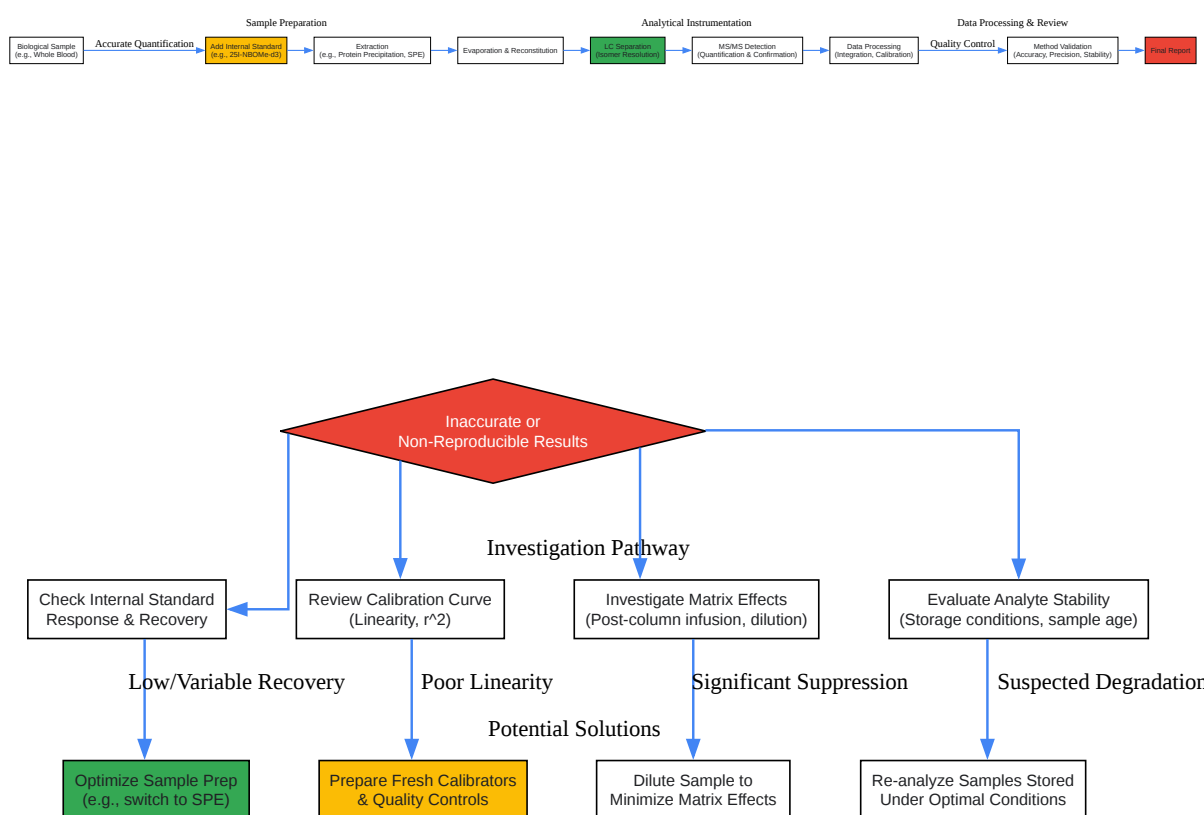 Sample Preparation
Analytical Instrumentation
Data Processing & Review
Biological Sample
(e.g., Whole Blood)
Accurate Quantification
Add Internal Standard
(e.g., 25I-NBOMe-d3)
Extraction
(e.g., Protein Precipitation, SPE)
Evaporation & Reconstitution
LC Separation
(Isomer Resolution)
MS/MS Detection
(Quantification & Confirmation)
Data Processing
(Integration, Calibration)
Quality Control
Method Validation
(Accuracy, Precision, Stability)
Final Report
Inaccurate or
Non-Reproducible Results
Investigation Pathway
Check Internal Standard
Response & Recovery
Review Calibration Curve
(Linearity, r^2)
Investigate Matrix Effects
(Post-column infusion, dilution)
Evaluate Analyte Stability
(Storage conditions, sample age)
Low/Variable Recovery
Poor Linearity
Significant Suppression
Suspected Degradation
Potential Solutions
Optimize Sample Prep
(e.g., switch to SPE)
Prepare Fresh Calibrators
& Quality Controls
Dilute Sample to
Minimize Matrix Effects
Re-analyze Samples Stored
Under Optimal Conditions